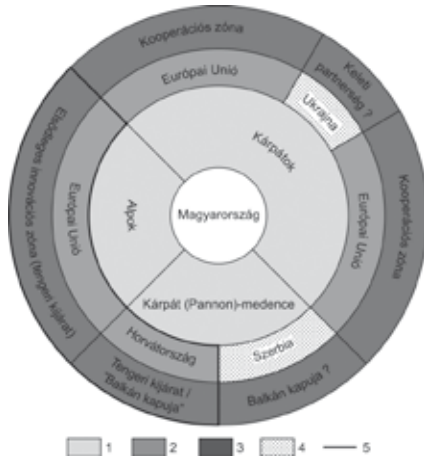 Kooperációs zóna
Keleti
partnerség ?
Európai Unió
Ukrajna
Kárpátok
Elsődleges innovációs zóna (tengeri kijárat)
Európai Unió
Alpok
Magyarország
Európai Unió
Kooperációs zóna
Kárpát (Pannon)-medence
Horvátország
Szerbia
Tengeri kijárat /
"Balkán kapuja"
Balkán kapuja ?
1
2
3
4
5